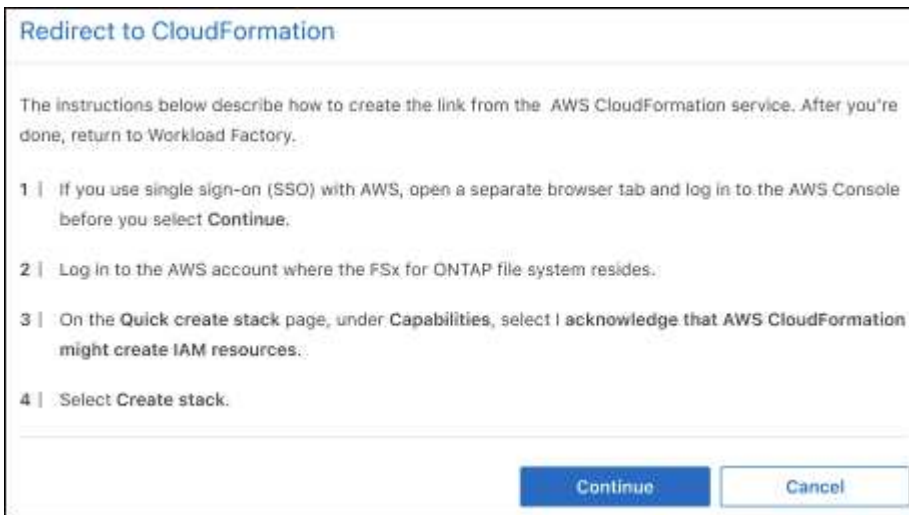 Redirect to CloudFormation
The instructions below describe how to create the link from the AWS CloudFormation service. After you're
done, return to Workload Factory.
1 | If you use single sign-on (SSO) with AWS, open a separate browser tab and log in to the AWS Console
before you select Continue.
2 | Log in to the AWS account where the FSx for ONTAP file system resides.
3 | On the Quick create stack page, under Capabilities, select I acknowledge that AWS CloudFormation
might create IAM resources.
4 | Select Create stack.
Continue Cancel